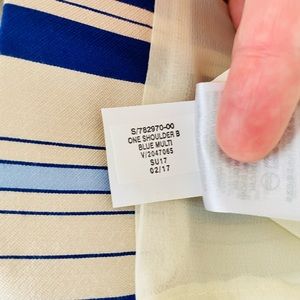 S/782970-00
ONE SHOULDER B
BLUE MULTI
V/2047065
SU17
02/17